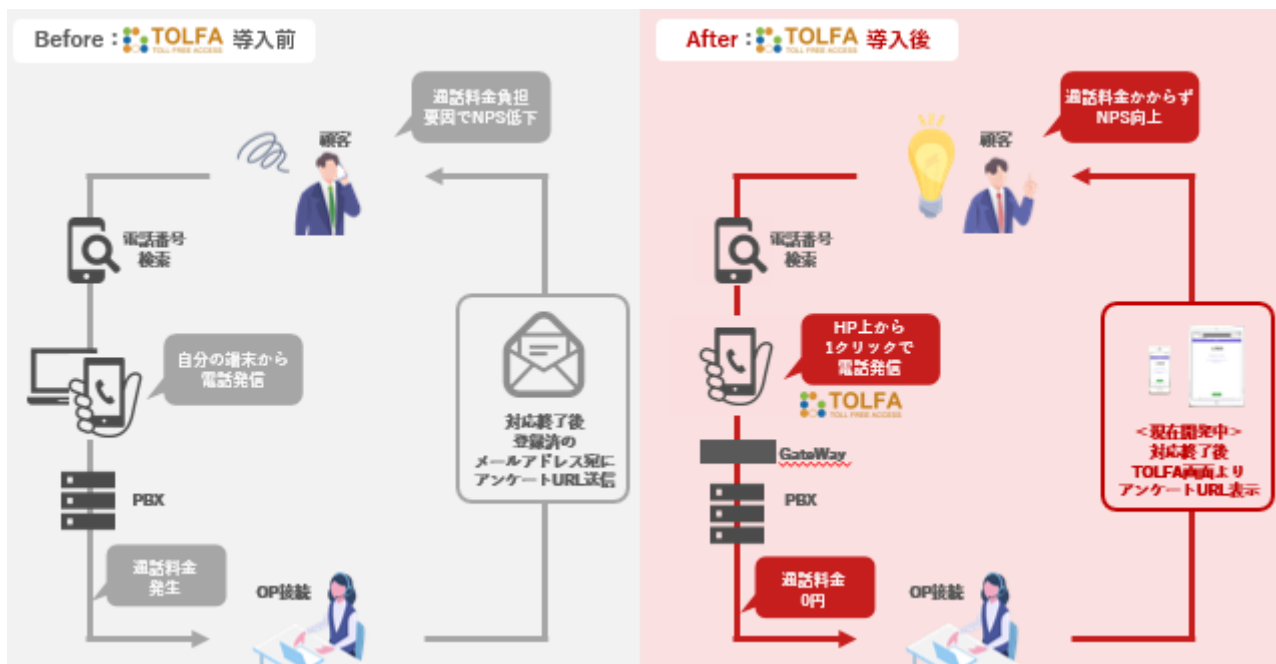 Before：TOLFA 導入前
TOLL FREE ACCESS
通話料金負担
要因でNPS低下
顧客
電話番号
検索
自分の端末から
電話発信
対応終了後
登録済の
メールアドレス宛に
アンケートURL送信
PBX
通話料金
発生
OP接続
After：TOLFA 導入後
TOLL FREE ACCESS
通話料金かからず
NPS向上
顧客
電話番号
検索
HP上から
1クリックで
電話発信
TOLFA
TOLL FREE ACCESS
GateWay
PBX
＜現在開発中＞
対応終了後
TOLFA画面より
アンケートURL表示
通話料金
0円
OP接続